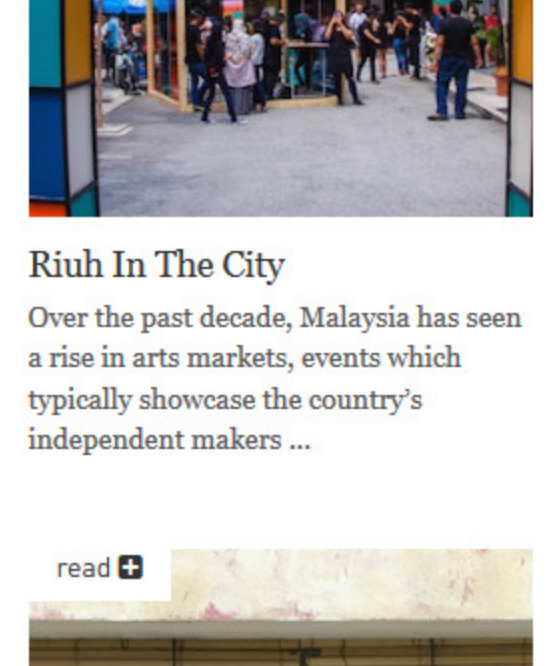 Riuh In The City
Over the past decade, Malaysia has seen
a rise in arts markets, events which
typically showcase the country’s
independent makers ...
read